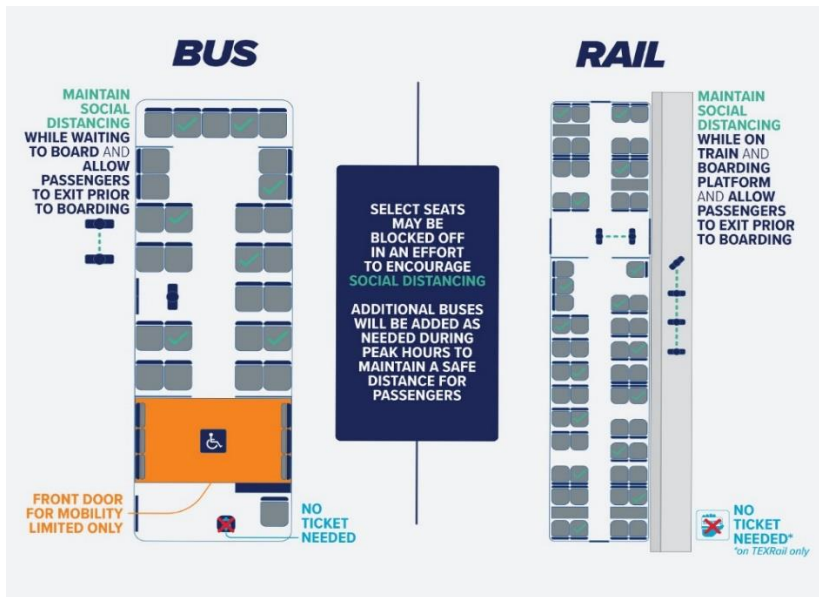 BUS
RAIL
MAINTAIN
SOCIAL
DISTANCING
WHILE WAITING
TO BOARD AND
ALLOW
PASSENGERS
TO EXIT PRIOR
TO BOARDING
SELECT SEATS
MAY BE
BLOCKED OFF
IN AN EFFORT
TO ENCOURAGE
SOCIAL DISTANCING
ADDITIONAL BUSES
WILL BE ADDED AS
NEEDED DURING
PEAK HOURS TO
MAINTAIN A SAFE
DISTANCE FOR
PASSENGERS
MAINTAIN
SOCIAL
DISTANCING
WHILE ON
TRAIN AND
BOARDING
PLATFORM
AND ALLOW
PASSENGERS
TO EXIT PRIOR
TO BOARDING
FRONT DOOR
FOR MOBILITY
LIMITED ONLY
NO
TICKET
NEEDED
NO
TICKET
NEEDED*
*on TEXRail only